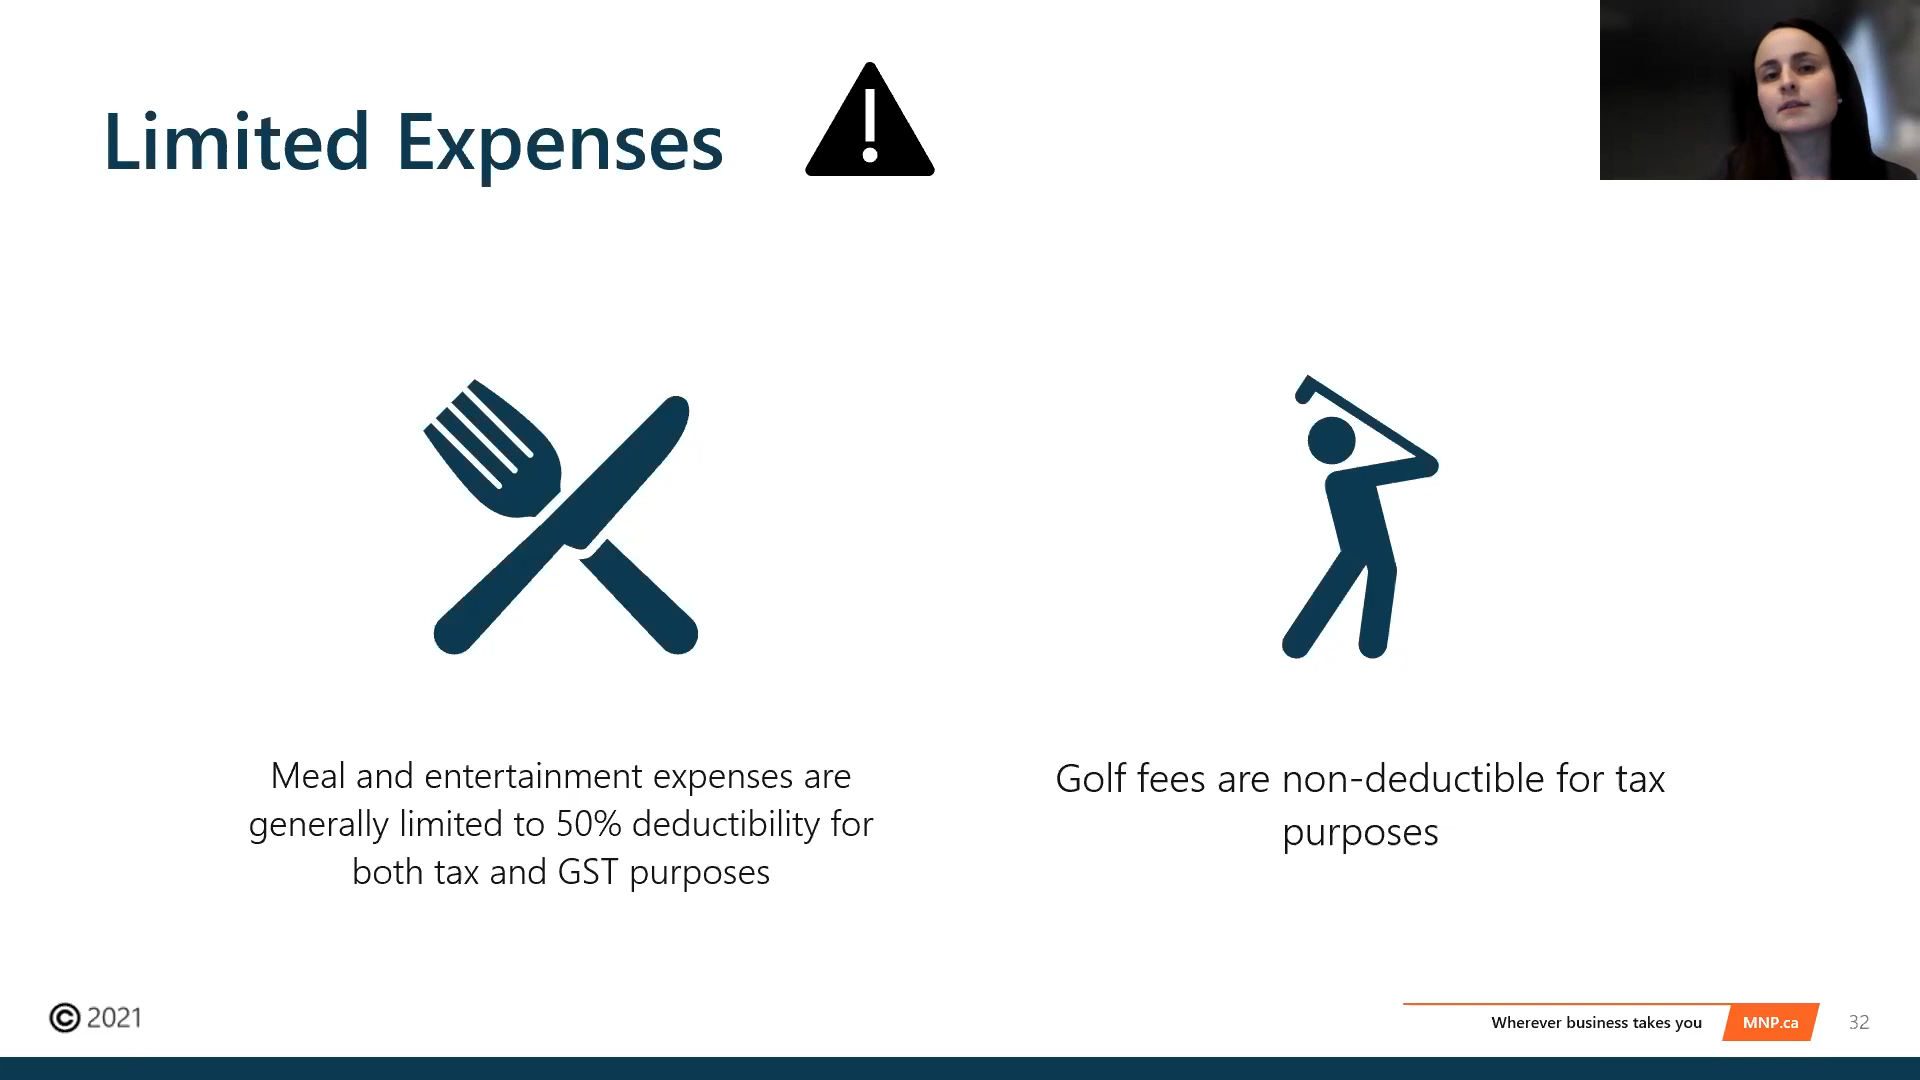 Limited Expenses
Meal and entertainment expenses are
generally limited to 50% deductibility for
both tax and GST purposes
Golf fees are non-deductible for tax
purposes
© 2021
Wherever business takes you
MNP.ca
32